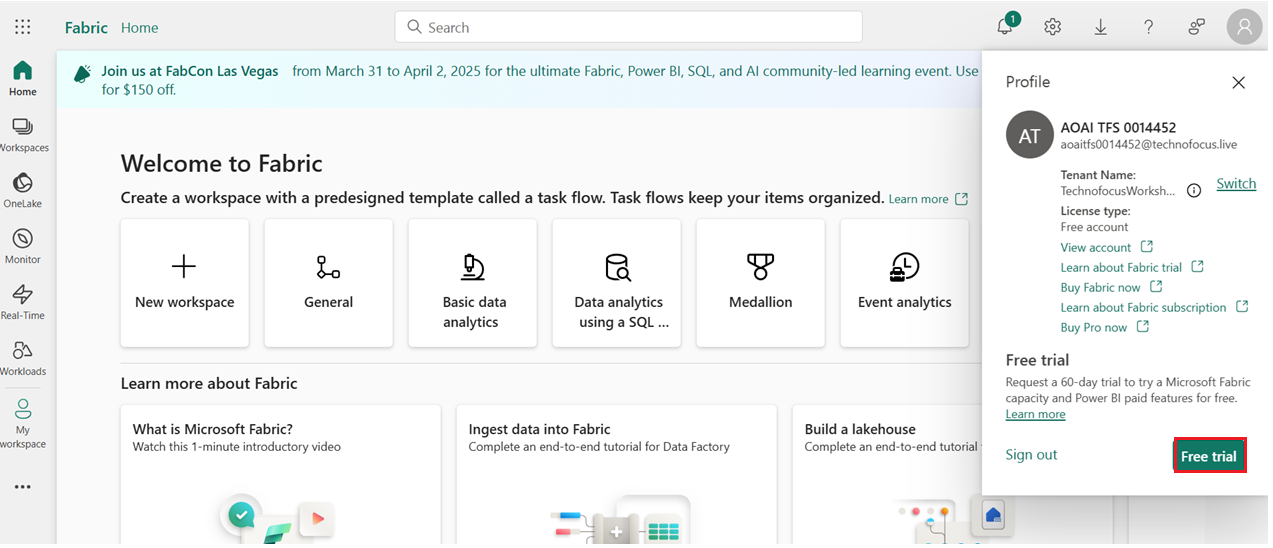 Fabric Home
Search
1
Home
Workspaces
OneLake
Monitor
Real-Time
Workloads
My
workspace
Join us at FabCon Las Vegas from March 31 to April 2, 2025 for the ultimate Fabric, Power BI, SQL, and AI community-led learning event. Use
for $150 off.
Welcome to Fabric
Create a workspace with a predesigned template called a task flow. Task flows keep your items organized. Learn more
New workspace
General
Basic data
analytics
Data analytics
using a SQL ...
Medallion
Event analytics
Learn more about Fabric
What is Microsoft Fabric?
Watch this 1-minute introductory video
Ingest data into Fabric
Complete an end-to-end tutorial for Data Factory
Build a lakehouse
Complete an end-to-end tutorial
Profile
AT
AOAI TFS 0014452
aoaitfs0014452@technofocus.live
Tenant Name:
TechnofocusWorksh...
Switch
License type:
Free account
View account
Learn about Fabric trial
Buy Fabric now
Learn about Fabric subscription
Buy Pro now
Free trial
Request a 60-day trial to try a Microsoft Fabric
capacity and Power BI paid features for free.
Learn more
Sign out
Free trial